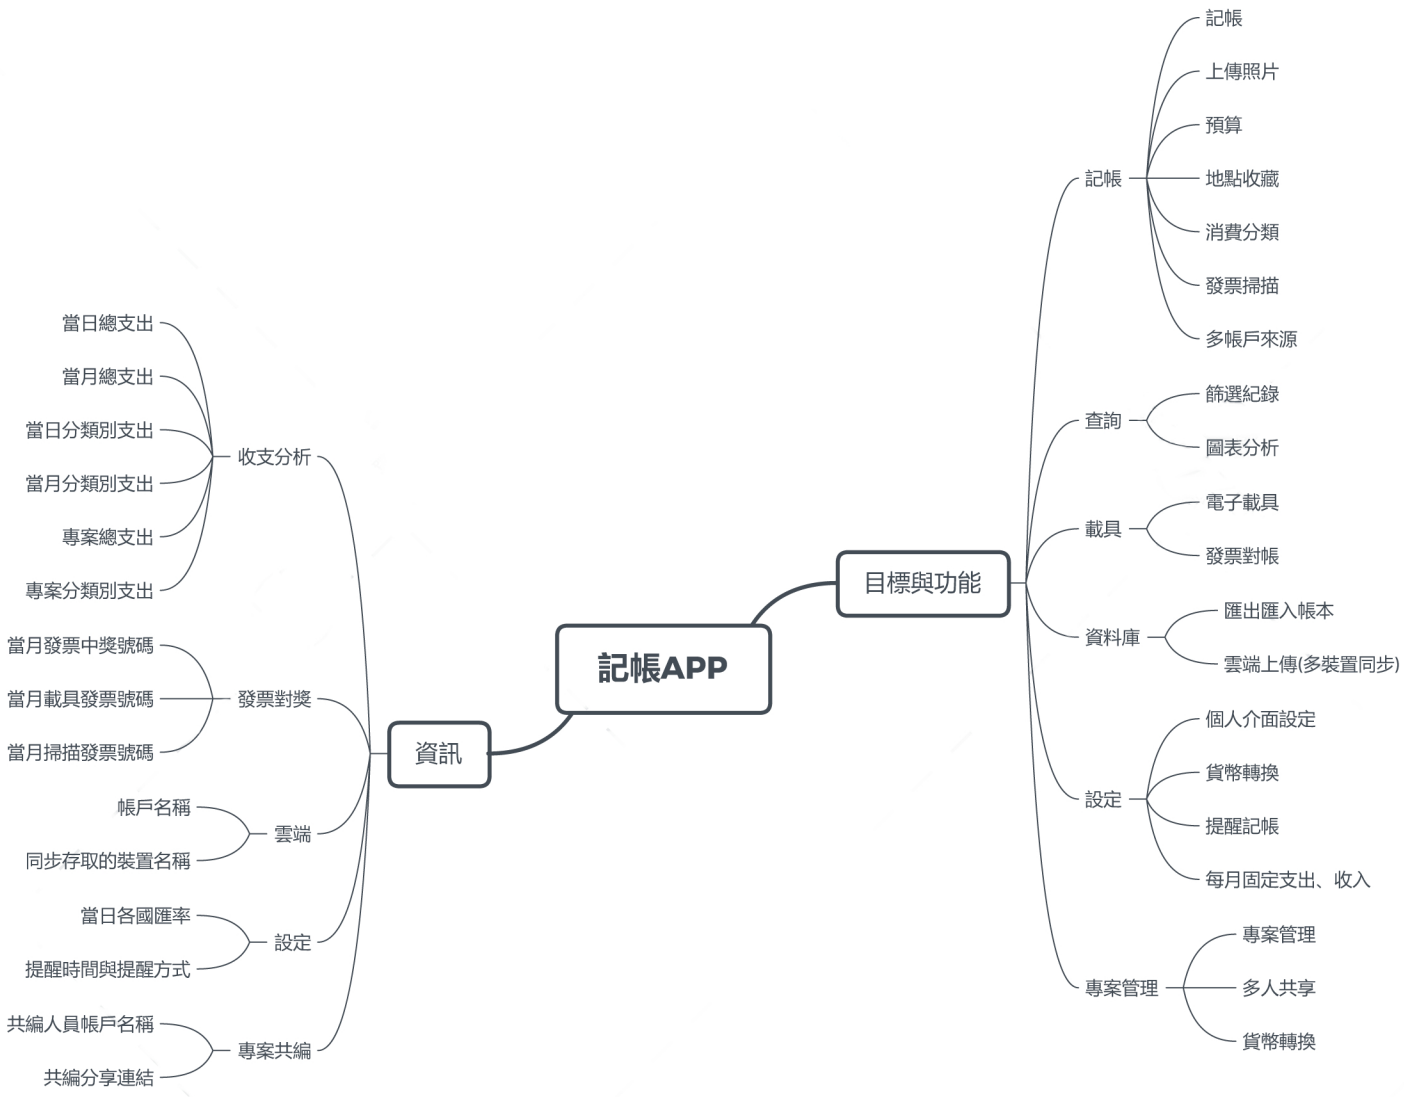 記帳APP
目標與功能
記帳
記帳
上傳照片
預算
地點收藏
消費分類
發票掃描
多帳戶來源
查詢
篩選紀錄
圖表分析
載具
電子載具
發票對帳
資料庫
匯出匯入帳本
雲端上傳(多裝置同步)
設定
個人介面設定
貨幣轉換
提醒記帳
每月固定支出、收入
專案管理
專案管理
多人共享
貨幣轉換
資訊
收支分析
當日總支出
當月總支出
當日分類別支出
當月分類別支出
專案總支出
專案分類別支出
發票對獎
當月發票中獎號碼
當月載具發票號碼
當月掃描發票號碼
雲端
帳戶名稱
同步存取的裝置名稱
設定
當日各國匯率
提醒時間與提醒方式
專案共編
共編人員帳戶名稱
共編分享連結